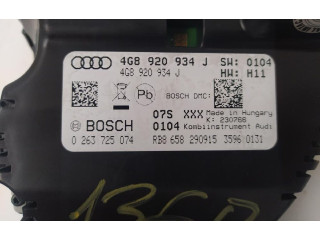 4G8 920 934 J SW: 0104
4G8 920 934 J HW: H11
Pb BOSCH DMC:
07S XXX Made in Hungary
K: 230766
BOSCH 0104 Kombiinstrument Audi
0 263 725 074 RB8 658 290915 3596 0131